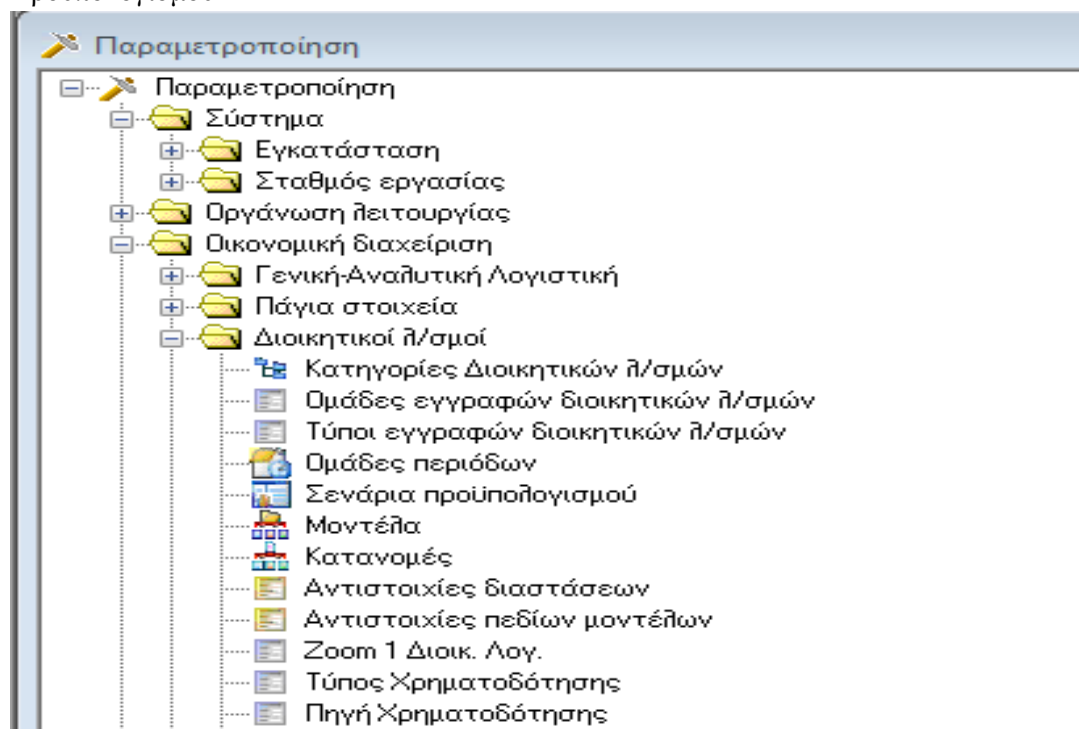 Παραμετροποίηση
Παραμετροποίηση
Σύστημα
Εγκατάσταση
Σταθμός εργασίας
Οργάνωση λειτουργίας
Οικονομική διαχείριση
Γενική-Αναλυτική Λογιστική
Πάγια στοιχεία
Διοικητικοί λ/σμοί
Κατηγορίες Διοικητικών λ/σμών
Ομάδες εγγραφών διοικητικών λ/σμών
Τύποι εγγραφών διοικητικών λ/σμών
Ομάδες περιόδων
Σενάρια προϋπολογισμού
Μοντέλα
Κατανομές
Αντιστοιχίες διαστάσεων
Αντιστοιχίες πεδίων μοντέλων
Zoom 1 Διοικ. Λογ.
Τύπος Χρηματοδότησης
Πηγή Χρηματοδότησης